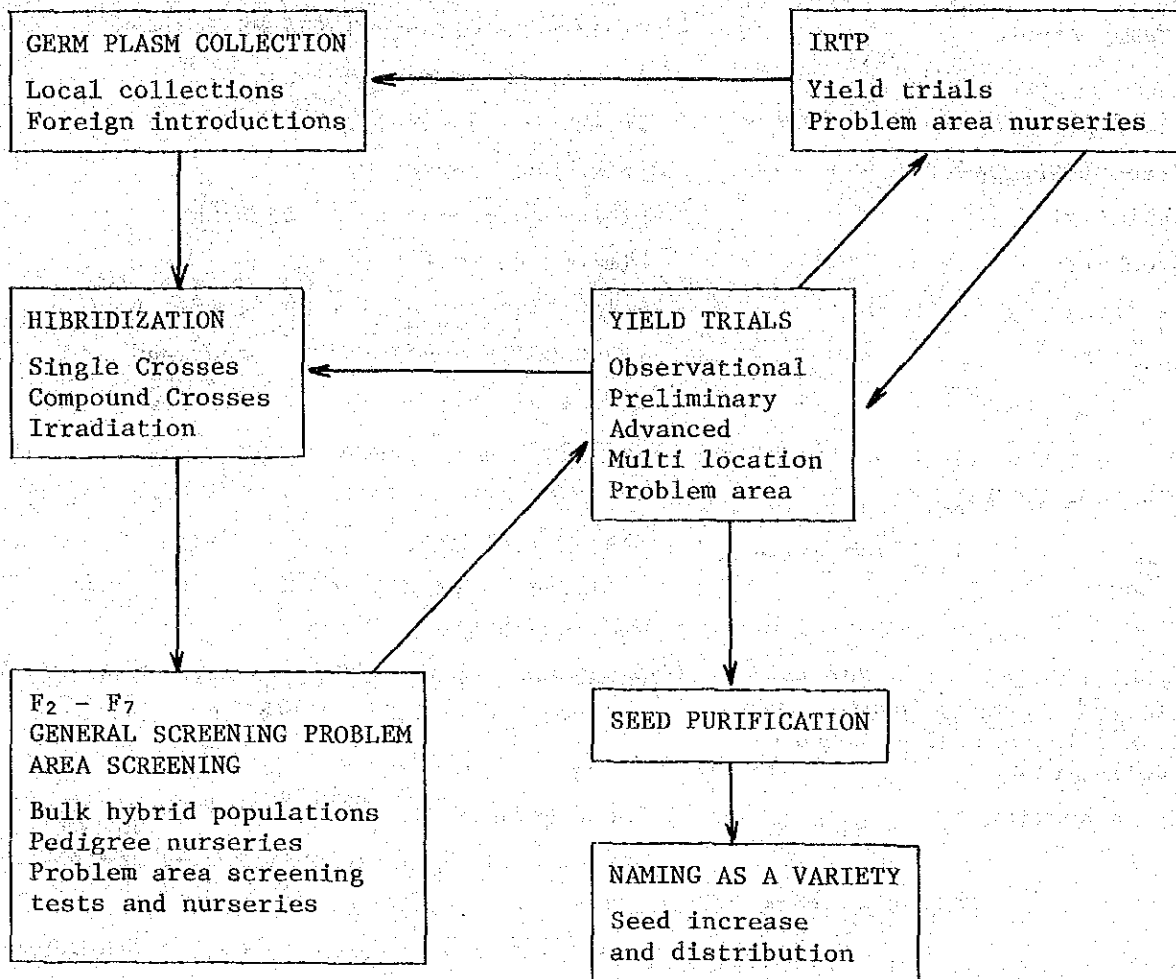 GERM PLASM COLLECTION
Local collections
Foreign introductions
IRTP
Yield trials
Problem area nurseries
HIBRIDIZATION
Single Crosses
Compound Crosses
Irradiation
YIELD TRIALS
Observational
Preliminary
Advanced
Multi location
Problem area
F₂ - F₇
GENERAL SCREENING PROBLEM
AREA SCREENING
Bulk hybrid populations
Pedigree nurseries
Problem area screening
tests and nurseries
SEED PURIFICATION
NAMING AS A VARIETY
Seed increase
and distribution